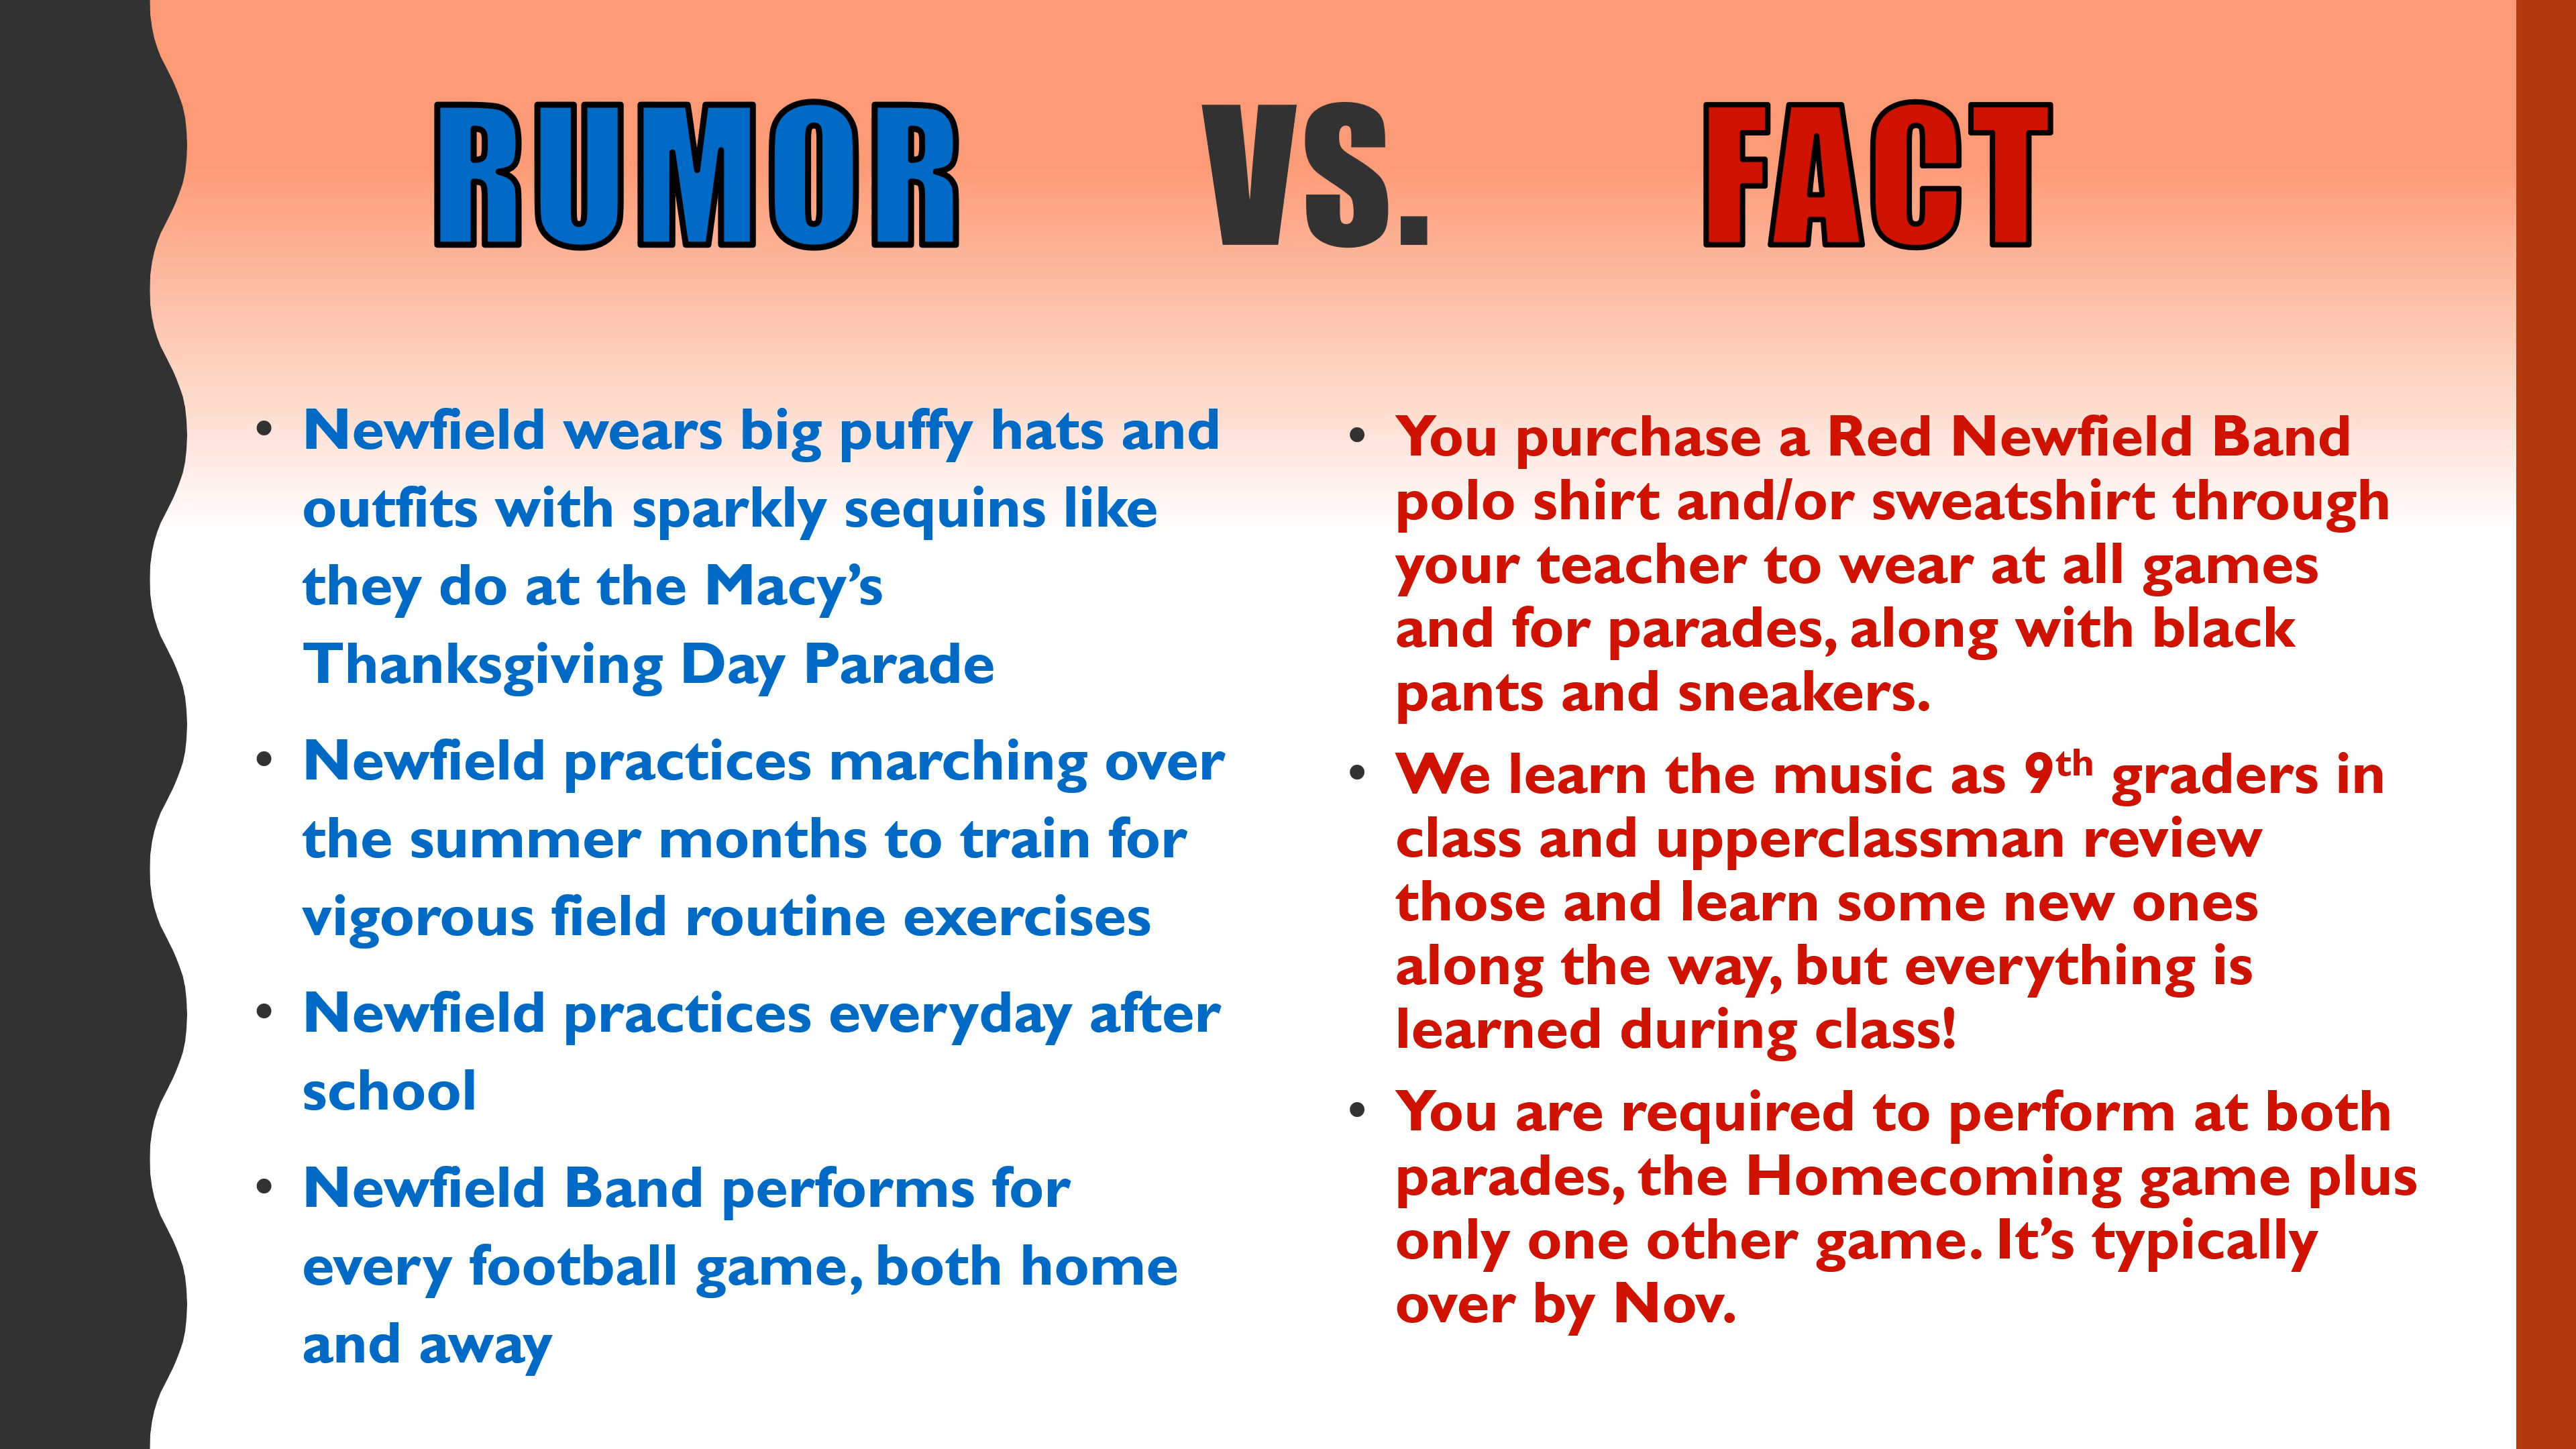 RUMOR VS. FACT
• Newfield wears big puffy hats and
outfits with sparkly sequins like
they do at the Macy’s
Thanksgiving Day Parade
• Newfield practices marching over
the summer months to train for
vigorous field routine exercises
• Newfield practices everyday after
school
• Newfield Band performs for
every football game, both home
and away
• You purchase a Red Newfield Band
polo shirt and/or sweatshirt through
your teacher to wear at all games
and for parades, along with black
pants and sneakers.
• We learn the music as 9th graders in
class and upperclassman review
those and learn some new ones
along the way, but everything is
learned during class!
• You are required to perform at both
parades, the Homecoming game plus
only one other game. It’s typically
over by Nov.